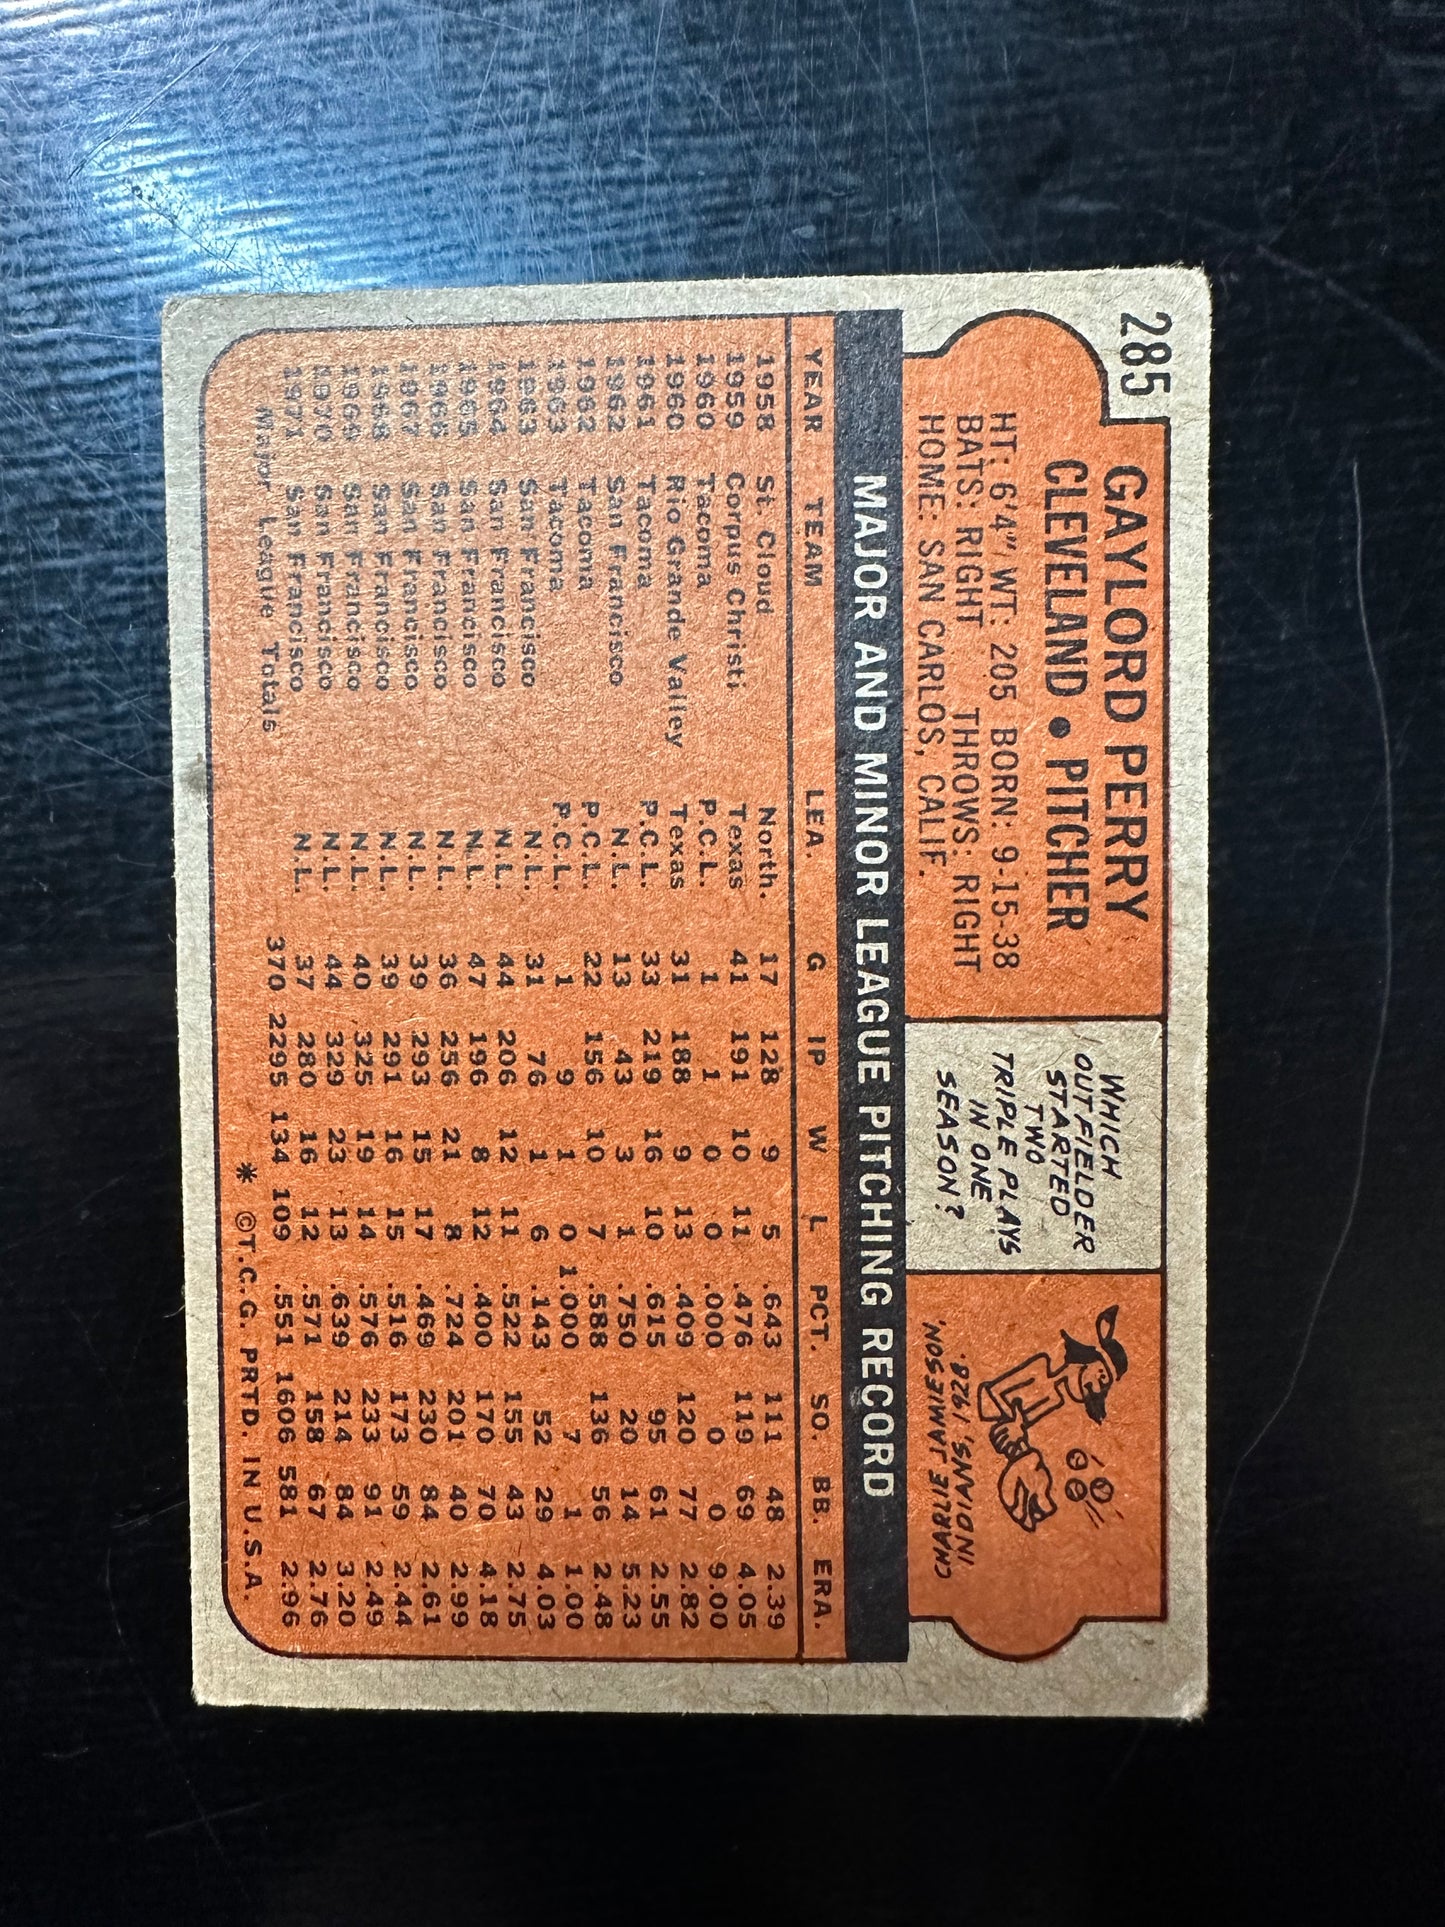 285
GAYLORD PERRY
CLEVELAND • PITCHER
HT: 6'4" WT: 205 BORN: 9-15-38
BATS: RIGHT THROWS: RIGHT
HOME: SAN CARLOS, CALIF.
WHICH
OUTFIELDER
STARTED
TWO
TRIPLE PLAYS
IN ONE
SEASON?
INDIANS, 1928.
CHARLIE JAMIESON,
MAJOR AND MINOR LEAGUE PITCHING RECORD
YEAR TEAM LEA. G IP W L PCT. SO. BB. ERA.
1958 St. Cloud North. 17 128 9 5 .643 111 48 2.39
1959 Corpus Christi Texas 41 191 10 11 .476 119 69 4.05
1960 Tacoma P.C.L. 1 1 0 0 .000 0 0 9.00
1960 Rio Grande Valley Texas 31 188 9 13 .409 120 77 2.82
1961 Tacoma P.C.L. 33 219 16 10 .615 95 61 2.55
1962 San Francisco N.L. 13 43 3 1 .750 20 14 5.23
1962 Tacoma P.C.L. 22 156 10 7 .588 136 56 2.48
1963 Tacoma P.C.L. 1 9 1 0 1.000 7 1 1.00
1963 San Francisco N.L. 31 76 1 6 .143 52 29 4.03
1964 San Francisco N.L. 44 206 12 11 .522 155 43 2.75
1965 San Francisco N.L. 47 196 8 12 .400 170 70 4.18
1966 San Francisco N.L. 36 256 21 8 .724 201 40 2.99
1967 San Francisco N.L. 39 293 15 17 .469 230 84 2.61
1968 San Francisco N.L. 39 291 16 15 .516 173 59 2.44
1969 San Francisco N.L. 40 325 19 14 .576 233 91 2.49
1970 San Francisco N.L. 44 329 23 13 .639 214 84 3.20
1971 San Francisco N.L. 37 280 16 12 .571 158 67 2.76
Major League Totals 370 2295 134 109 .551 1606 581 2.96
* ©T.C.G. PRTD. IN U.S.A.